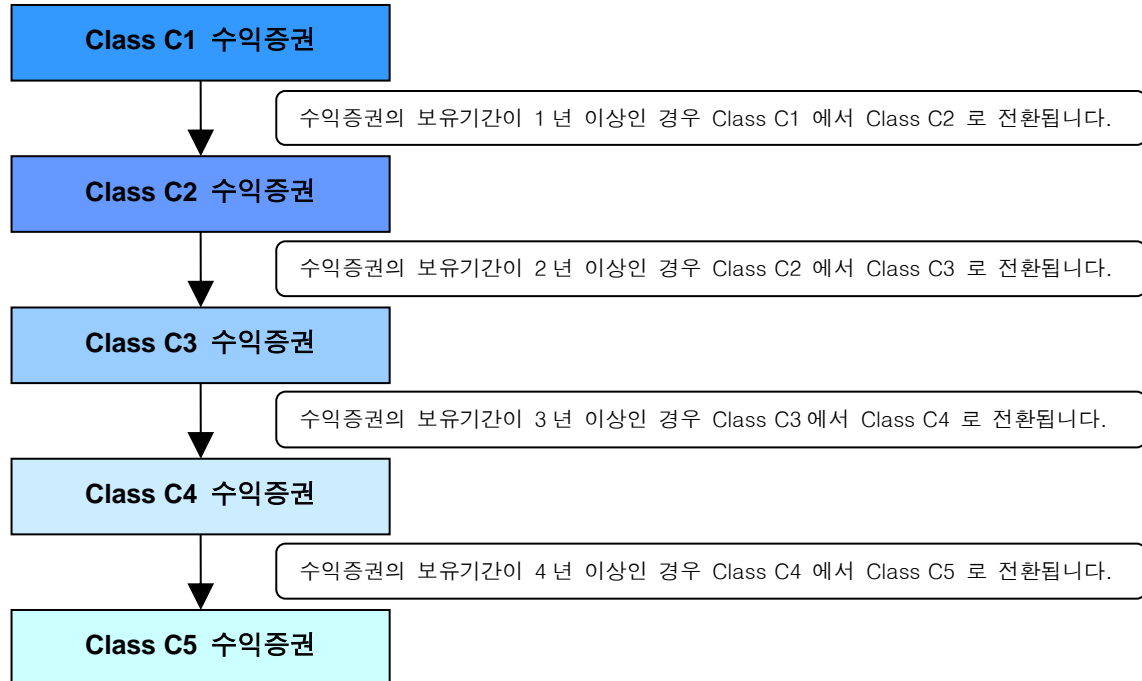 Class C1 수익증권
수익증권의 보유기간이 1 년 이상인 경우 Class C1 에서 Class C2 로 전환됩니다.
Class C2 수익증권
수익증권의 보유기간이 2 년 이상인 경우 Class C2 에서 Class C3 로 전환됩니다.
Class C3 수익증권
수익증권의 보유기간이 3 년 이상인 경우 Class C3 에서 Class C4 로 전환됩니다.
Class C4 수익증권
수익증권의 보유기간이 4 년 이상인 경우 Class C4 에서 Class C5 로 전환됩니다.
Class C5 수익증권